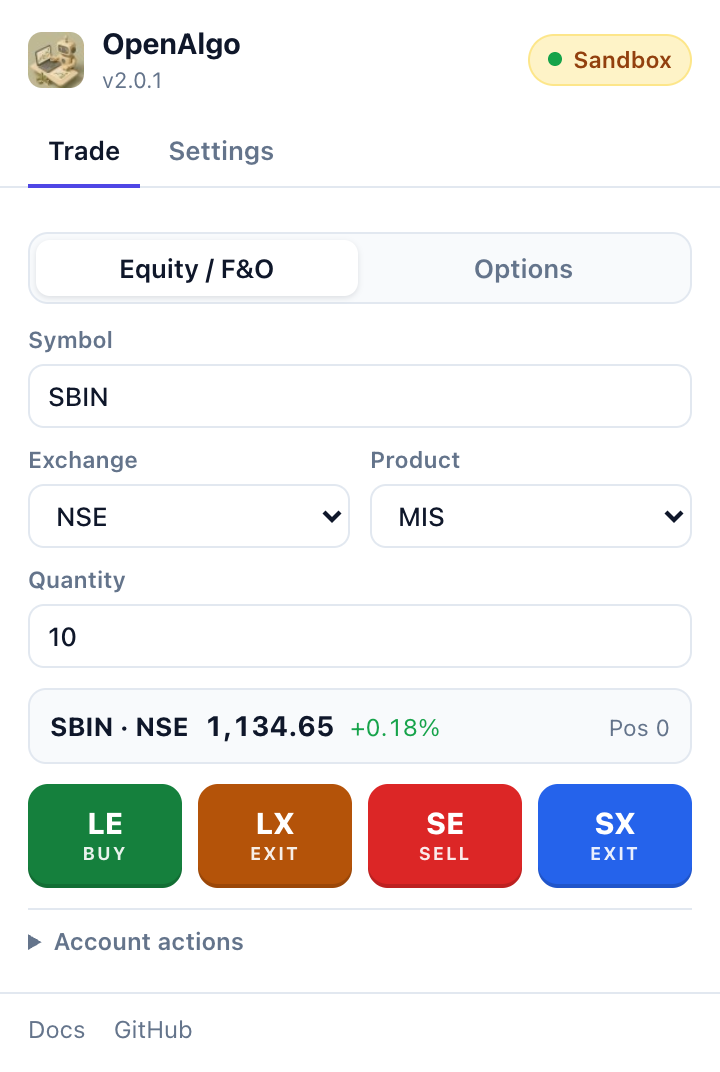 OpenAlgo
v2.0.1
Sandbox
Trade Settings
Equity / F&O Options
Symbol
SBIN
Exchange Product
NSE MIS
Quantity
10
SBIN · NSE 1,134.65 +0.18% Pos 0
LE LX SE SX
BUY EXIT SELL EXIT
Account actions
Docs GitHub